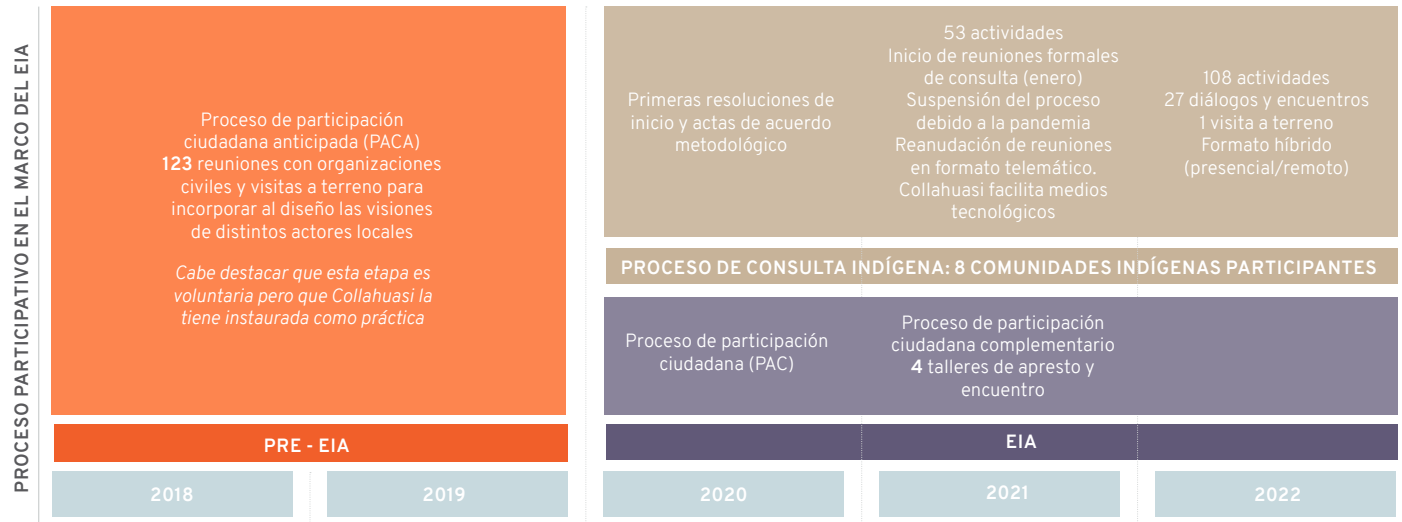 PROCESO PARTICIPATIVO EN EL MARCO DEL EIA
Proceso de participación
ciudadana anticipada (PACA)
123 reuniones con organizaciones
civiles y visitas a terreno para
incorporar al diseño las visiones
de distintos actores locales
Cabe destacar que esta etapa es
voluntaria pero que Collahuasi la
tiene instaurada como práctica
Primeras resoluciones de
inicio y actas de acuerdo
metodológico
53 actividades
Inicio de reuniones formales
de consulta (enero)
Suspensión del proceso
debido a la pandemia
Reanudación de reuniones
en formato telemático.
Collahuasi facilita medios
tecnológicos
108 actividades
27 diálogos y encuentros
1 visita a terreno
Formato híbrido
(presencial/remoto)
PROCESO DE CONSULTA INDÍGENA: 8 COMUNIDADES INDÍGENAS PARTICIPANTES
Proceso de participación
ciudadana (PAC)
Proceso de participación
ciudadana complementario
4 talleres de apresto y
encuentro
PRE - EIA
EIA
2018
2019
2020
2021
2022